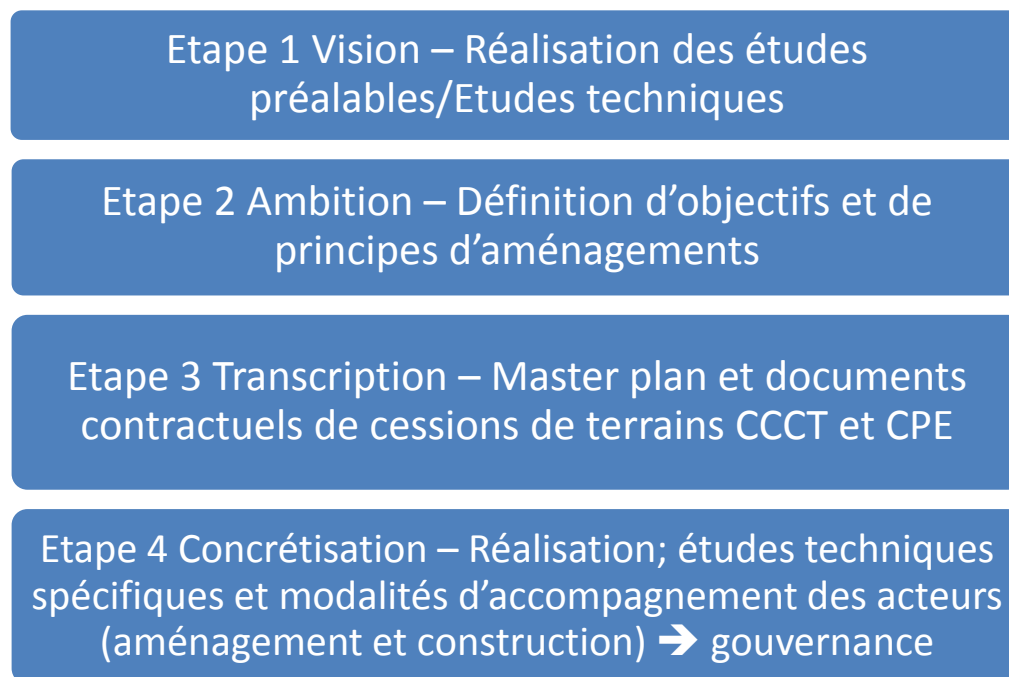 Etape 1 Vision – Réalisation des études
préalables/Etudes techniques
Etape 2 Ambition – Définition d’objectifs et de
principes d’aménagements
Etape 3 Transcription – Master plan et documents
contractuels de cessions de terrains CCCT et CPE
Etape 4 Concrétisation – Réalisation; études techniques
spécifiques et modalités d’accompagnement des acteurs
(aménagement et construction) ➔ gouvernance